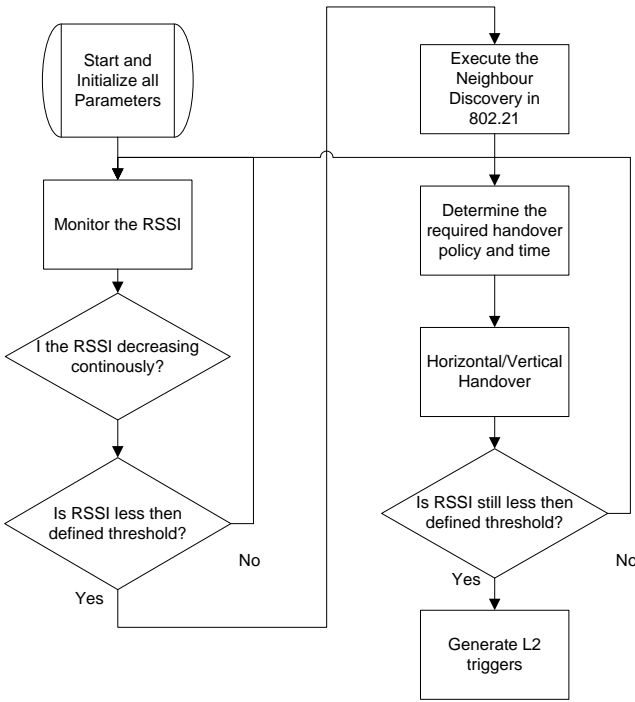 Start and
Initialize all
Parameters
Monitor the RSSI
I the RSSI decreasing
continously?
Is RSSI less then
defined threshold?
No
Yes
Execute the
Neighbour
Discovery in
802.21
Determine the
required handover
policy and time
Horizontal/Vertical
Handover
Is RSSI still less then
defined threshold?
No
Yes
Generate L2
triggers